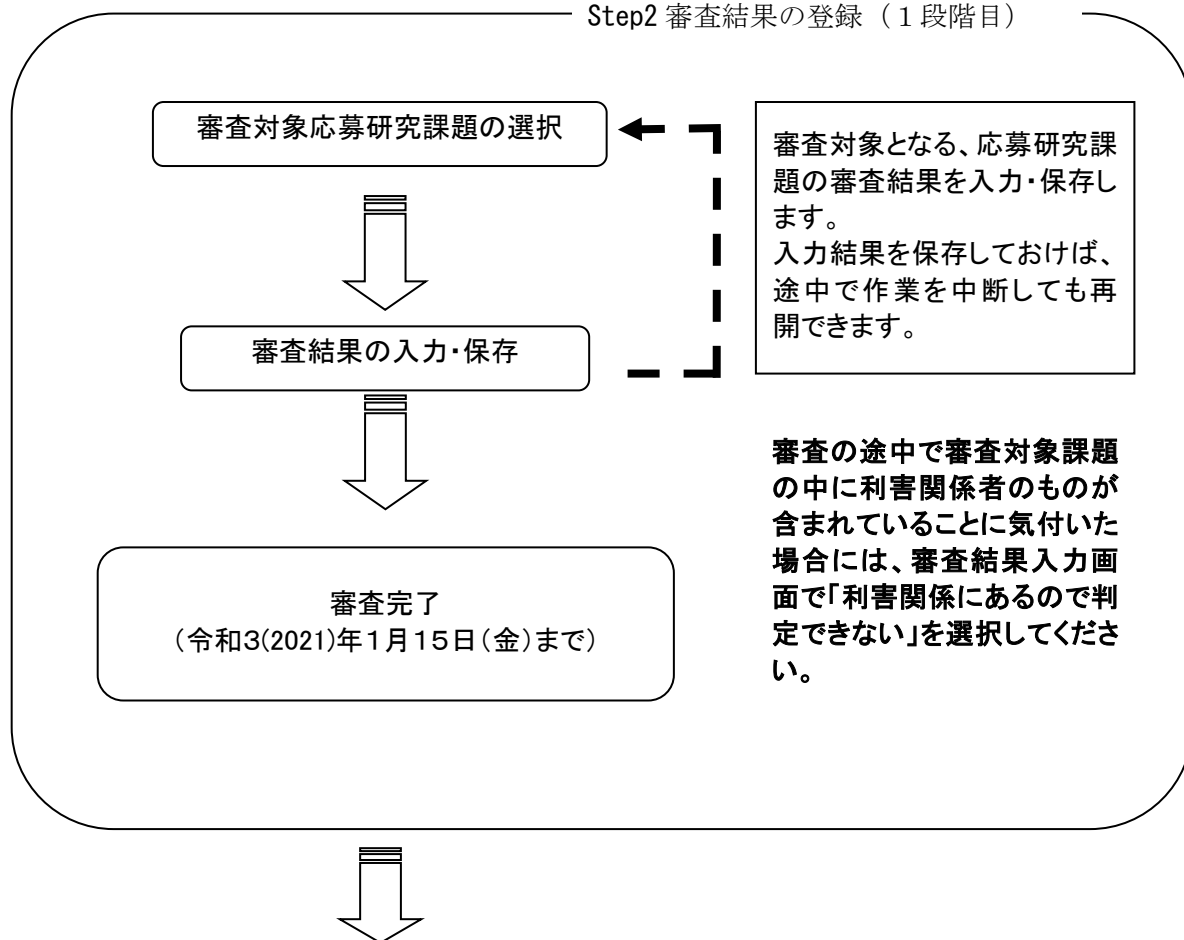 Step2 審査結果の登録（１段階目）
審査対象応募研究課題の選択
審査対象となる、応募研究課
題の審査結果を入力・保存し
ます。
入力結果を保存しておけば、
途中で作業を中断しても再
開できます。
審査結果の入力・保存
審査の途中で審査対象課題
の中に利害関係者のものが
含まれていることに気付いた
場合には、審査結果入力画
面で「利害関係にあるので判
定できない」を選択してくださ
い。
審査完了
（令和３(2021)年１月１５日（金）まで）